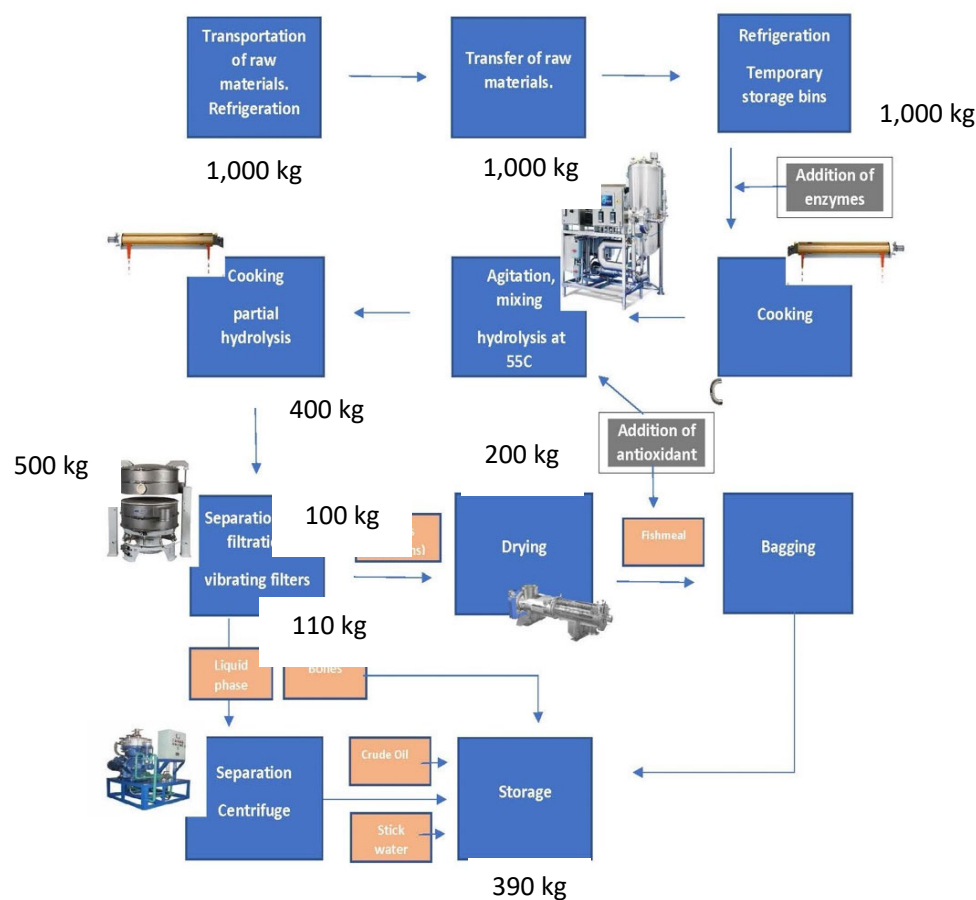 Transportation
of raw
materials.
Refrigeration
Transfer of raw
materials.
Refrigeration
Temporary
storage bins
1,000 kg
1,000 kg
1,000 kg
Addition of
enzymes
Cooking
partial
hydrolysis
Agitation,
mixing
hydrolysis at
55C
Cooking
400 kg
500 kg
200 kg
Addition of
antioxidant
Separation
100 kg
vibrating filters
Drying
Fishmeal
Bagging
110 kg
Liquid
phase
Bones
Separation
Centrifuge
Crude Oil
Stick
water
Storage
390 kg